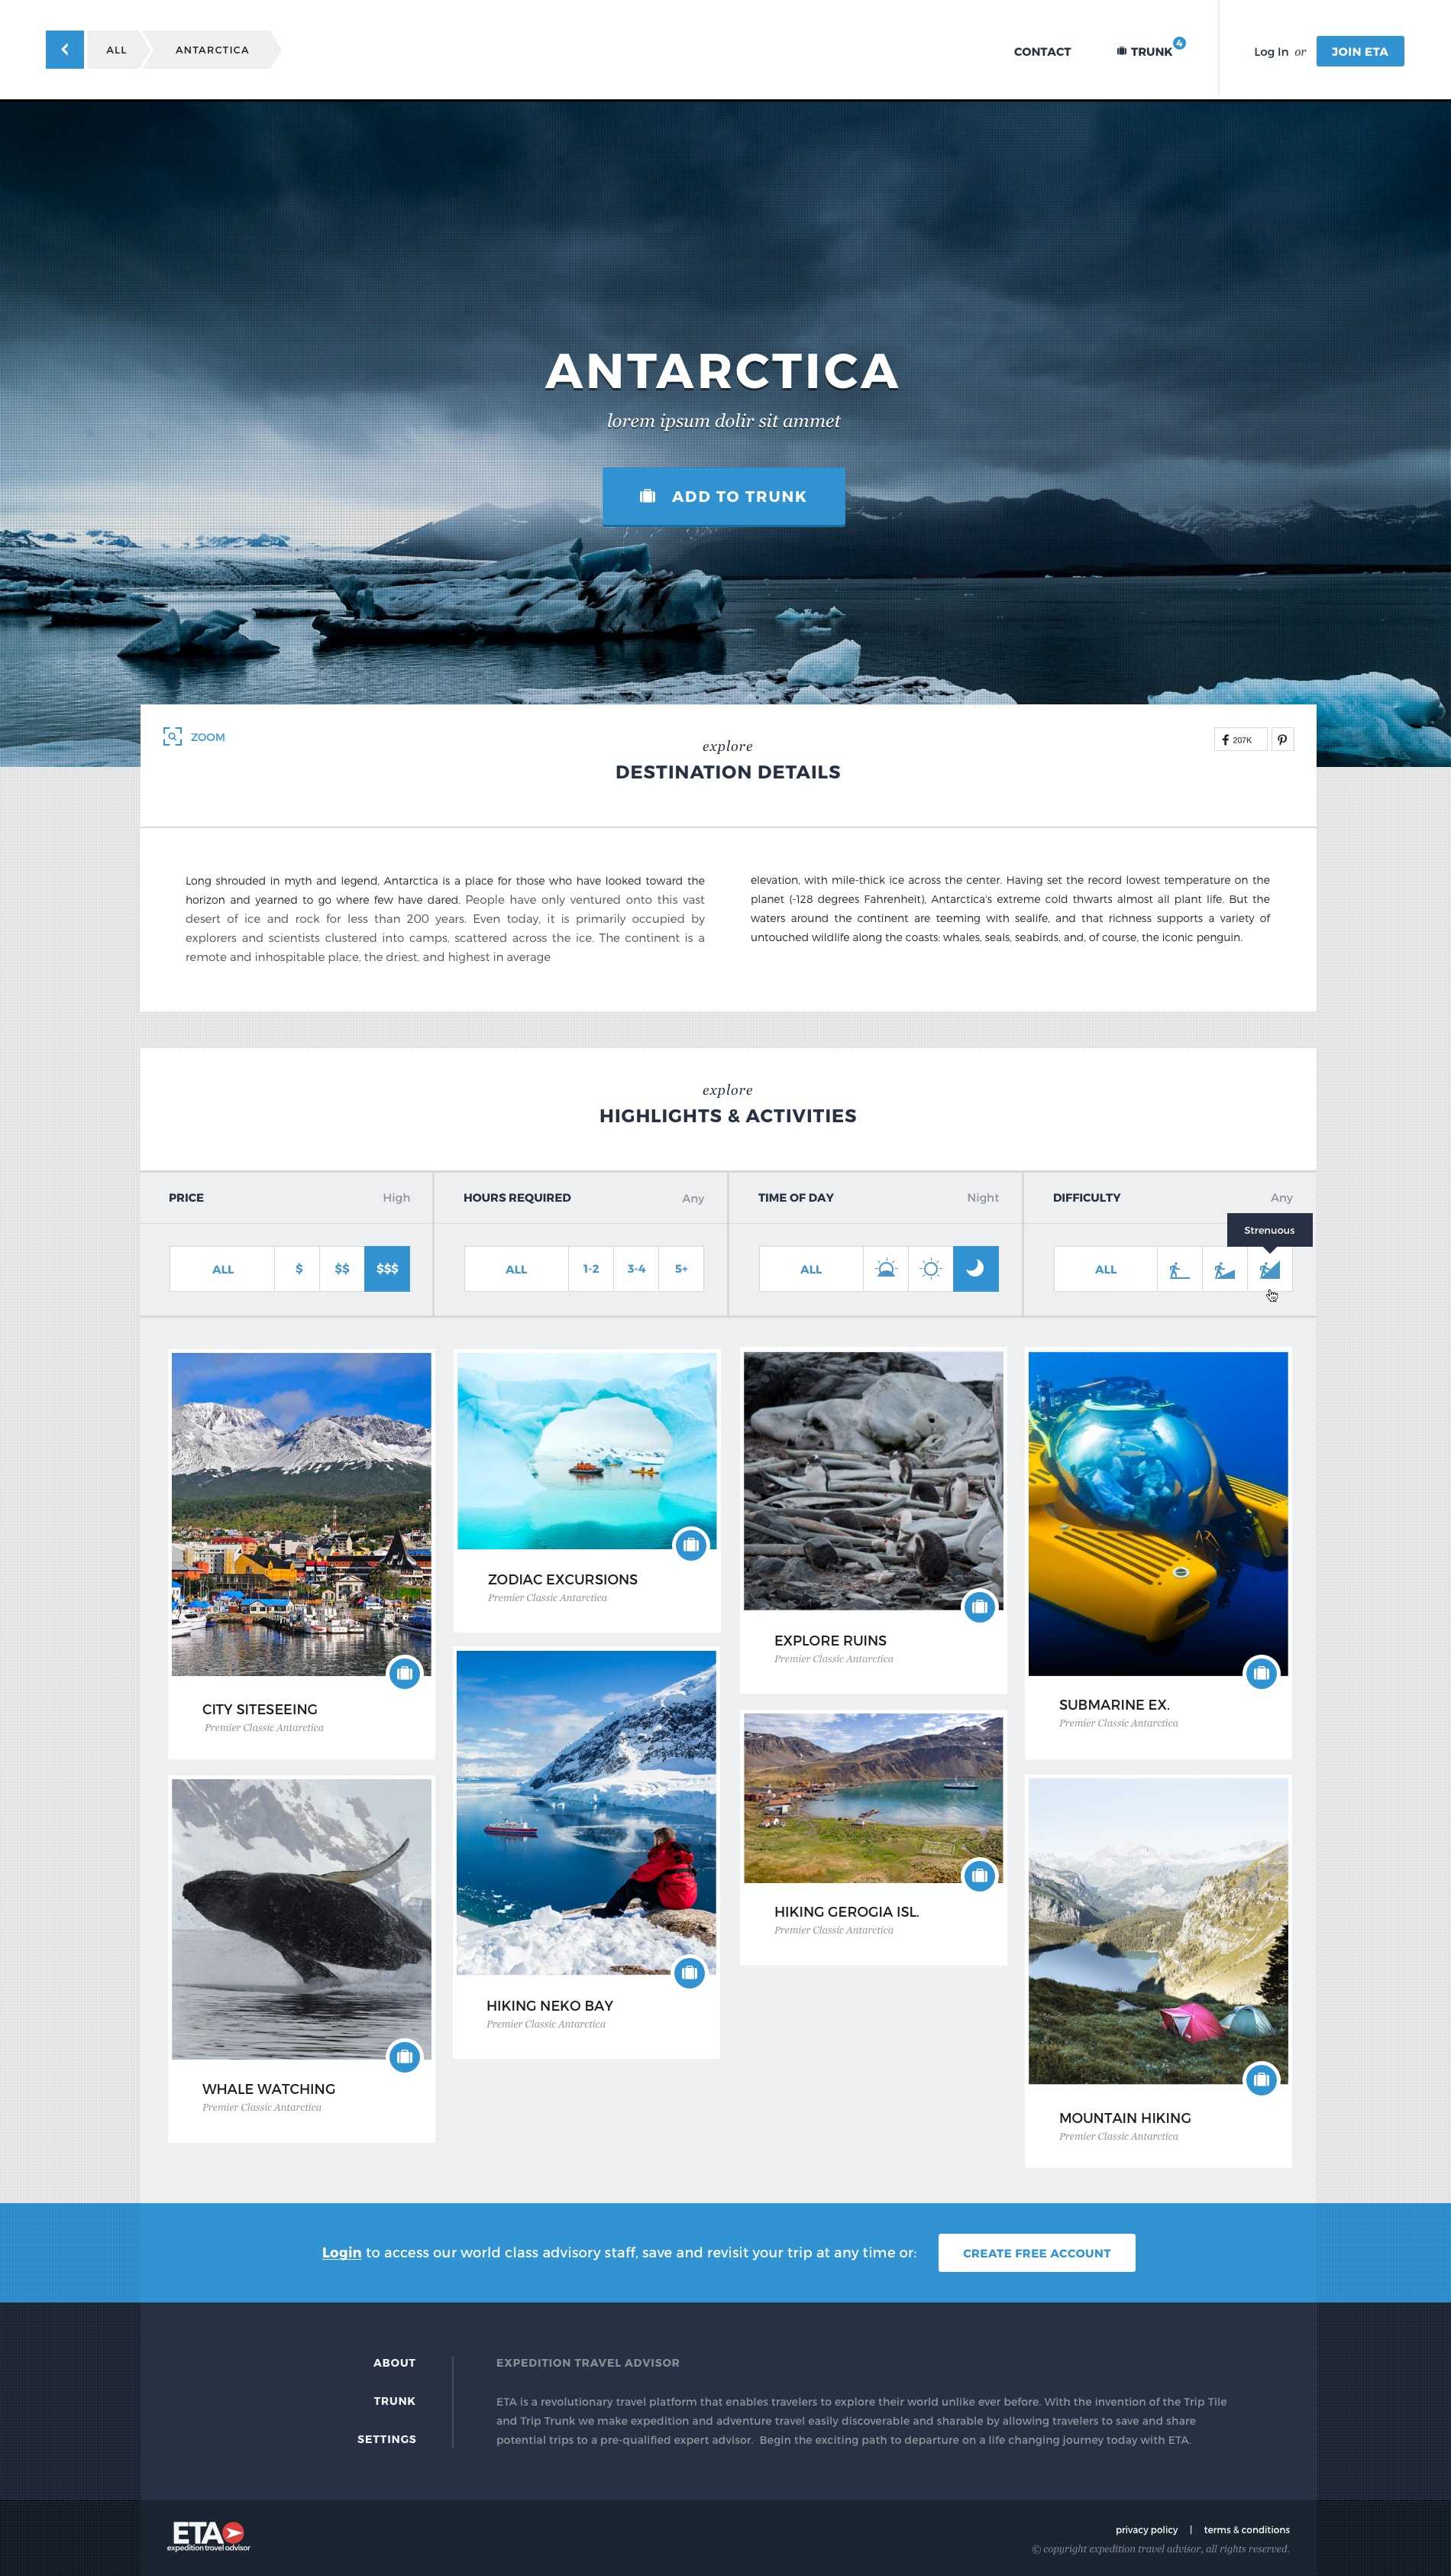 ALL
ANTARCTICA
CONTACT
TRUNK
4
Log In or
JOIN ETA
ANTARCTICA
lorem ipsum dolir sit ammet
ADD TO TRUNK
ZOOM
207K
explore
DESTINATION DETAILS
Long shrouded in myth and legend, Antarctica is a place for those who have looked toward the
horizon and yearned to go where few have dared. People have only ventured onto this vast
desert of ice and rock for less than 200 years. Even today, it is primarily occupied by
explorers and scientists clustered into camps, scattered across the ice. The continent is a
remote and inhospitable place, the driest, and highest in average
elevation, with mile-thick ice across the center. Having set the record lowest temperature on the
planet (-128 degrees Fahrenheit), Antarctica's extreme cold thwarts almost all plant life. But the
waters around the continent are teeming with sealife, and that richness supports a variety of
untouched wildlife along the coasts: whales, seals, seabirds, and, of course, the iconic penguin.
explore
HIGHLIGHTS & ACTIVITIES
PRICE
High
ALL
$
$$
$$$
HOURS REQUIRED
Any
ALL
1-2
3-4
5+
TIME OF DAY
Night
ALL
DIFFICULTY
Any
Strenuous
ALL
CITY SITESEEING
Premier Classic Antarctica
ZODIAC EXCURSIONS
Premier Classic Antarctica
EXPLORE RUINS
Premier Classic Antarctica
SUBMARINE EX.
Premier Classic Antarctica
WHALE WATCHING
Premier Classic Antarctica
HIKING NEKO BAY
Premier Classic Antarctica
HIKING GEROGIA ISL.
Premier Classic Antarctica
MOUNTAIN HIKING
Premier Classic Antarctica
Login to access our world class advisory staff, save and revisit your trip at any time or:
CREATE FREE ACCOUNT
ABOUT
TRUNK
SETTINGS
EXPEDITION TRAVEL ADVISOR
ETA is a revolutionary travel platform that enables travelers to explore their world unlike ever before. With the invention of the Trip Tile
and Trip Trunk we make expedition and adventure travel easily discoverable and sharable by allowing travelers to save and share
potential trips to a pre-qualified expert advisor. Begin the exciting path to departure on a life changing journey today with ETA.
ETA
expedition travel advisor
privacy policy | terms & conditions
© copyright expedition travel advisor, all rights reserved.